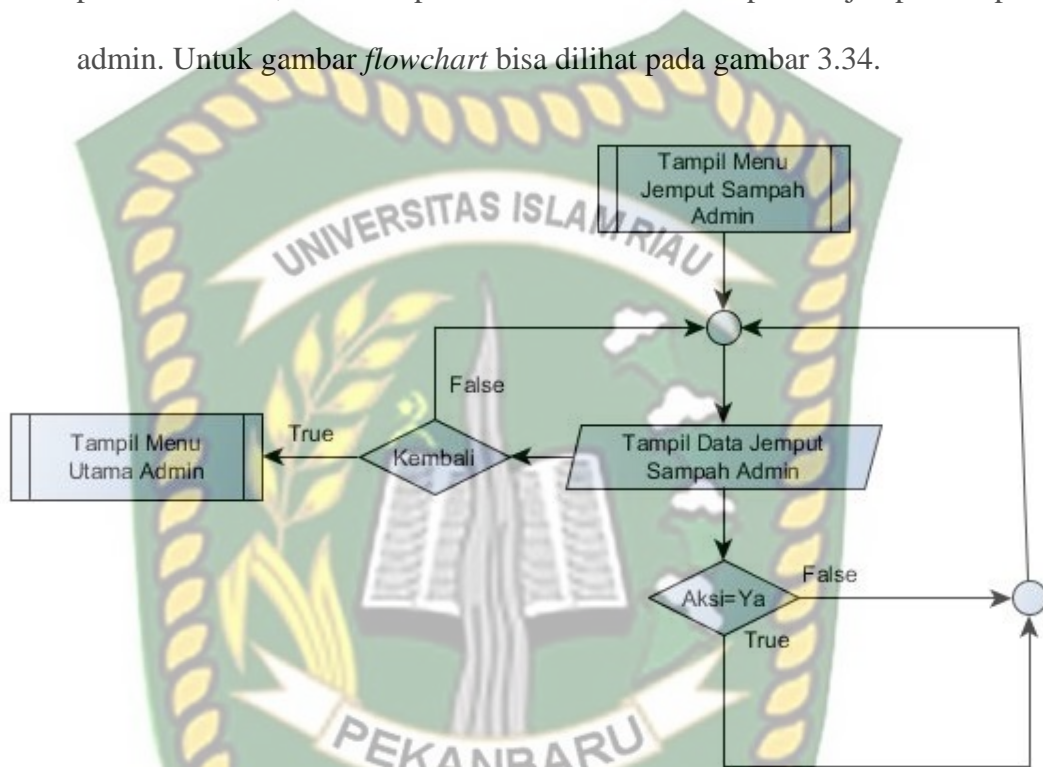 admin. Untuk gambar flowchart bisa dilihat pada gambar 3.34.
UNIVERSITAS ISLAM RIAU
Tampil Menu
Jemput Sampah
Admin
False
True
Tampil Menu
Utama Admin
Kembali
Tampil Data Jemput
Sampah Admin
Aksi=Ya
False
True
PEKANBARU